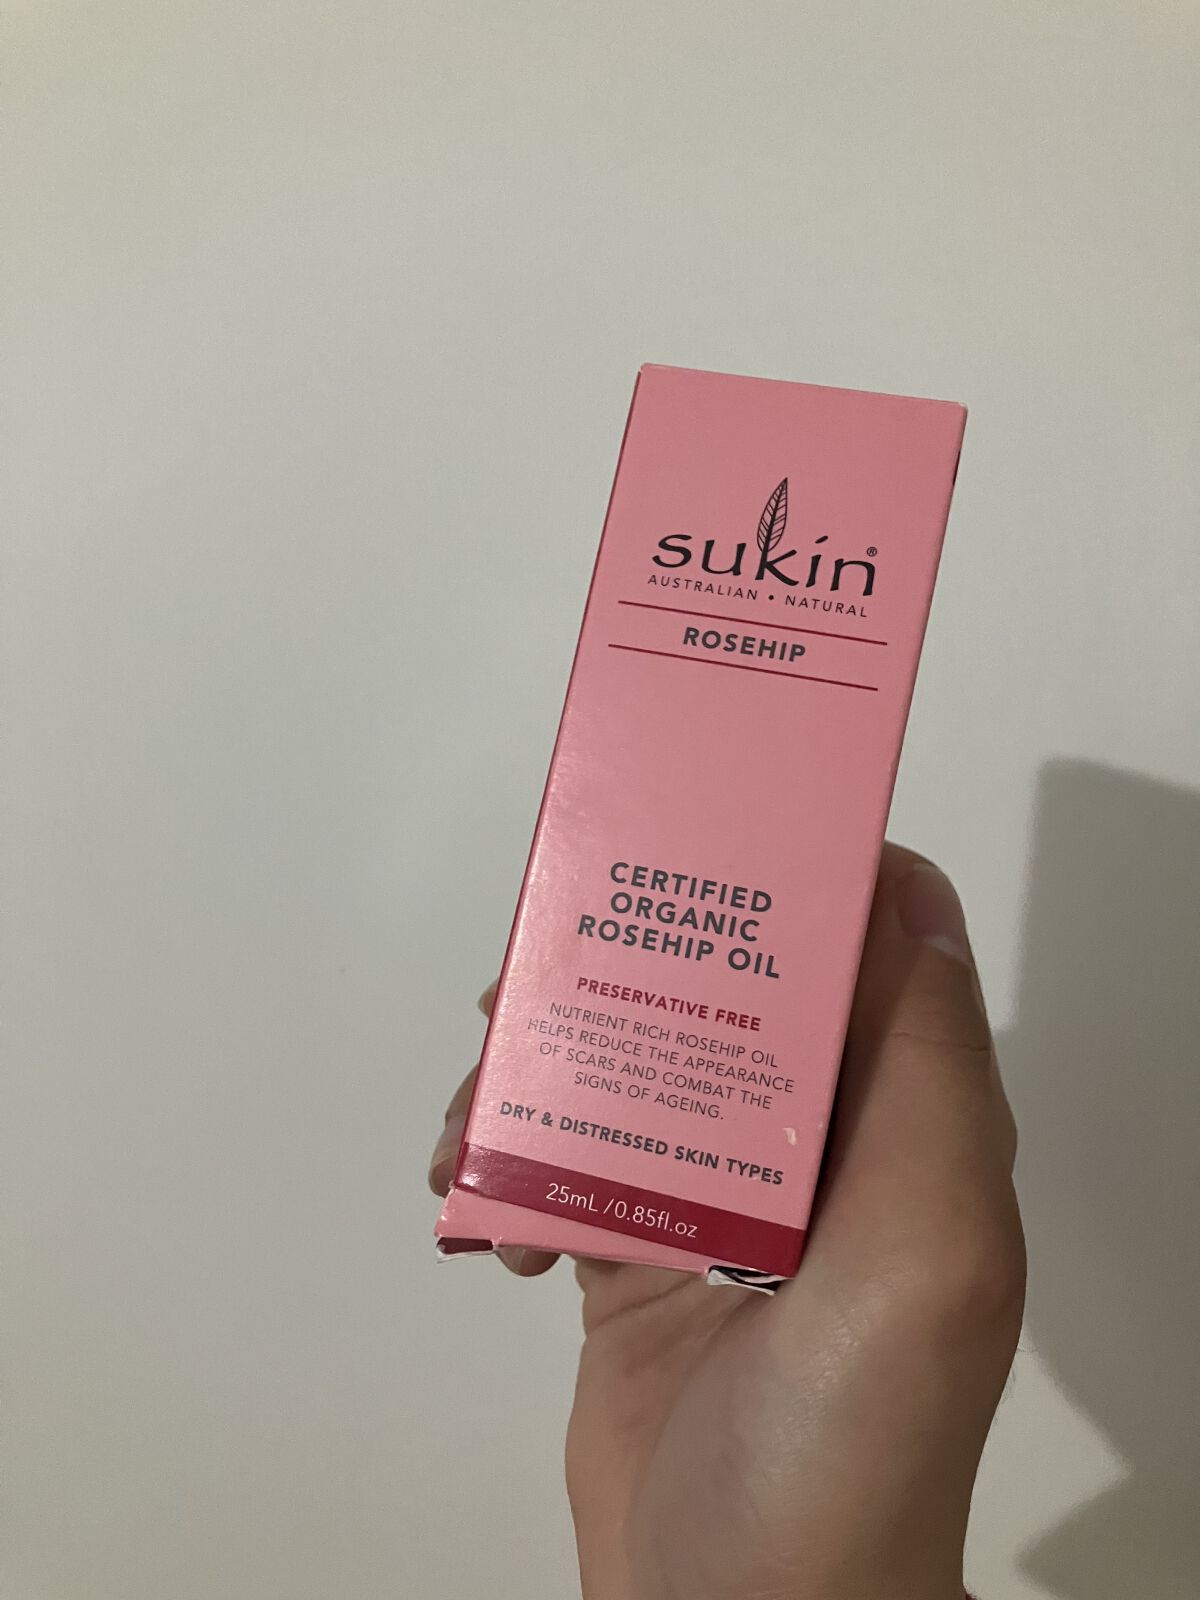 sukin®
AUSTRALIAN • NATURAL
ROSEHIP
CERTIFIED
ORGANIC
ROSEHIP OIL
PRESERVATIVE FREE
NUTRIENT RICH ROSEHIP OIL
HELPS REDUCE THE APPEARANCE
OF SCARS AND COMBAT THE
SIGNS OF AGEING.
DRY & DISTRESSED SKIN TYPES
25mL /0.85fl.oz